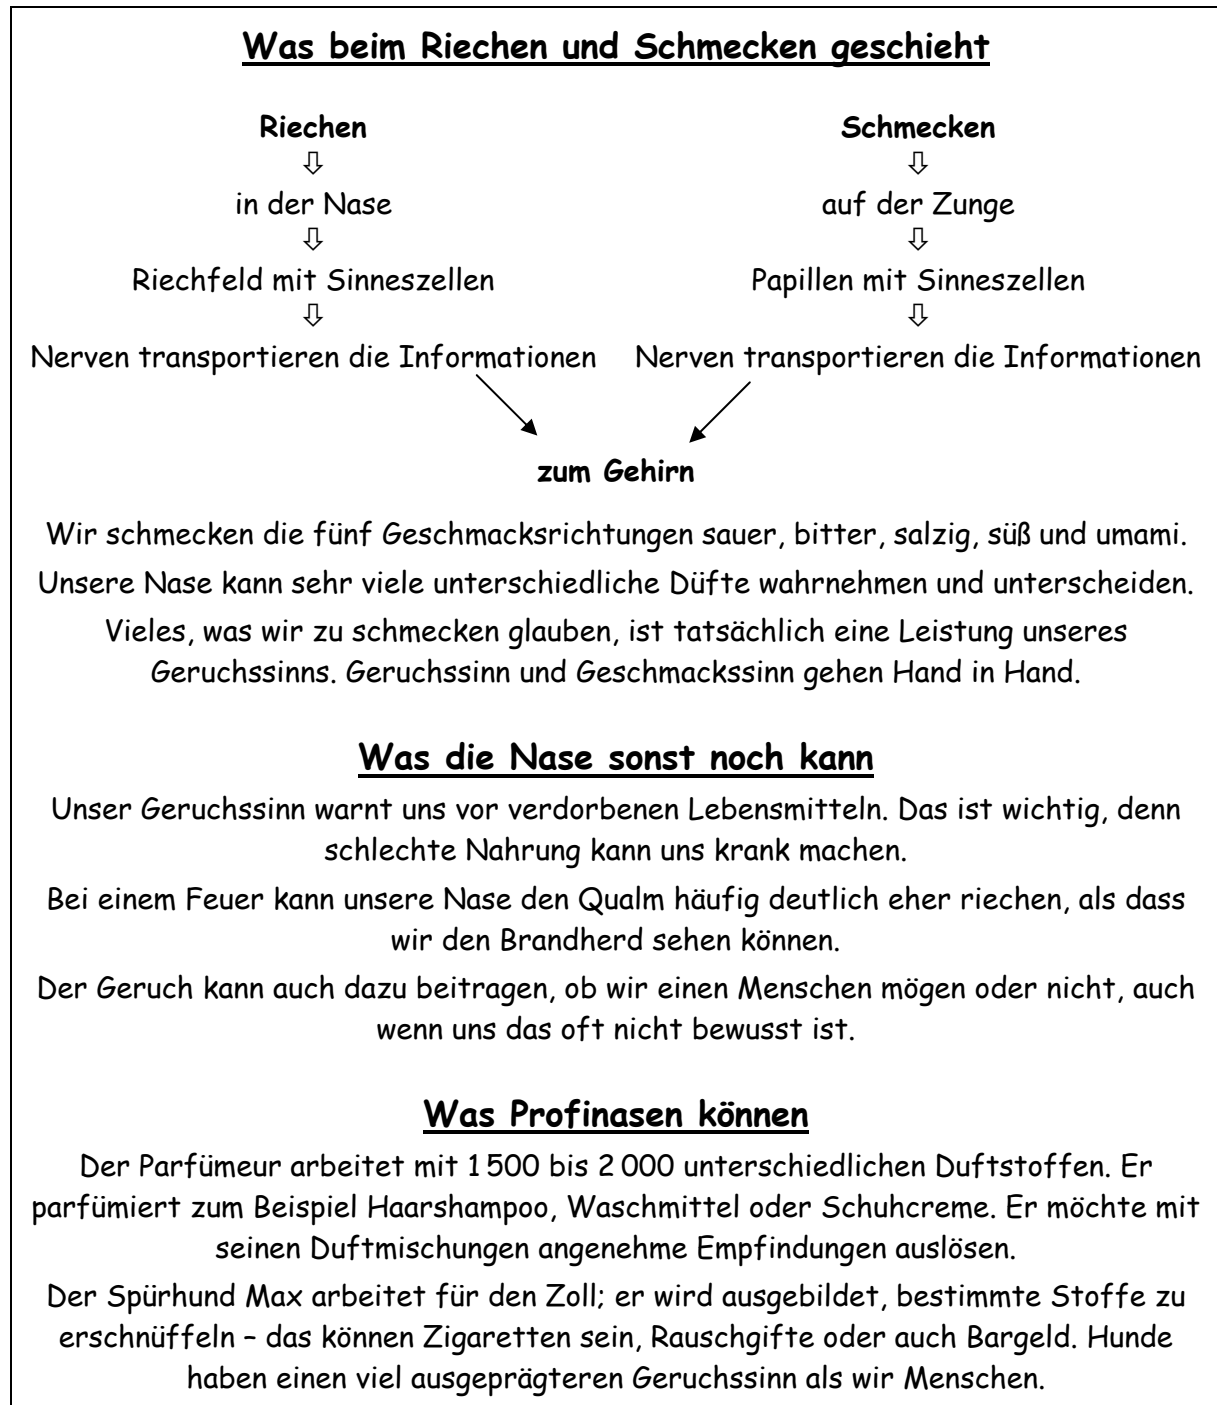 Was beim Riechen und Schmecken geschieht
Riechen
⇩
in der Nase
⇩
Riechfeld mit Sinneszellen
⇩
Nerven transportieren die Informationen
Schmecken
⇩
auf der Zunge
⇩
Papillen mit Sinneszellen
⇩
Nerven transportieren die Informationen
zum Gehirn
Wir schmecken die fünf Geschmacksrichtungen sauer, bitter, salzig, süß und umami.
Unsere Nase kann sehr viele unterschiedliche Düfte wahrnehmen und unterscheiden.
Vieles, was wir zu schmecken glauben, ist tatsächlich eine Leistung unseres
Geruchssinns. Geruchssinn und Geschmackssinn gehen Hand in Hand.
Was die Nase sonst noch kann
Unser Geruchssinn warnt uns vor verdorbenen Lebensmitteln. Das ist wichtig, denn
schlechte Nahrung kann uns krank machen.
Bei einem Feuer kann unsere Nase den Qualm häufig deutlich eher riechen, als dass
wir den Brandherd sehen können.
Der Geruch kann auch dazu beitragen, ob wir einen Menschen mögen oder nicht, auch
wenn uns das oft nicht bewusst ist.
Was Profinasen können
Der Parfümeur arbeitet mit 1 500 bis 2 000 unterschiedlichen Duftstoffen. Er
parfümiert zum Beispiel Haarshampoo, Waschmittel oder Schuhcreme. Er möchte mit
seinen Duftmischungen angenehme Empfindungen auslösen.
Der Spürhund Max arbeitet für den Zoll; er wird ausgebildet, bestimmte Stoffe zu
erschnüffeln – das können Zigaretten sein, Rauschgifte oder auch Bargeld. Hunde
haben einen viel ausgeprägteren Geruchssinn als wir Menschen.